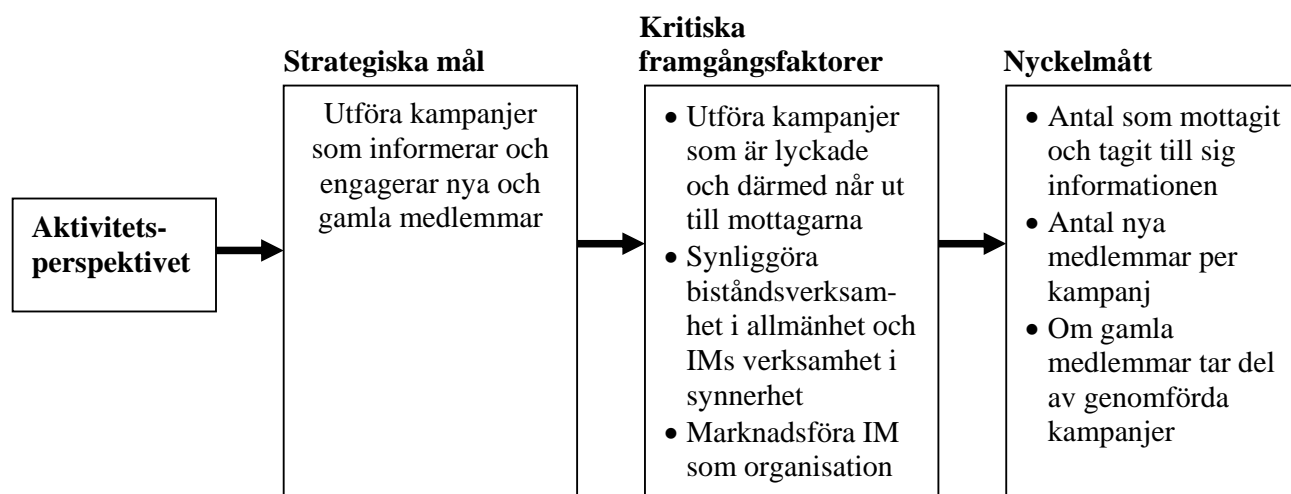 Aktivitets-
perspektivet
Strategiska mål
Utföra kampanjer
som informerar och
engagerar nya och
gamla medlemmar
Kritiska
framgångsfaktorer
• Utföra kampanjer
som är lyckade
och därmed når ut
till mottagarna
• Synliggöra
biståndsverksam-
het i allmänhet och
IMs verksamhet i
synnerhet
• Marknadsföra IM
som organisation
Nyckelmått
• Antal som mottagit
och tagit till sig
informationen
• Antal nya
medlemmar per
kampanj
• Om gamla
medlemmar tar del
av genomförda
kampanjer